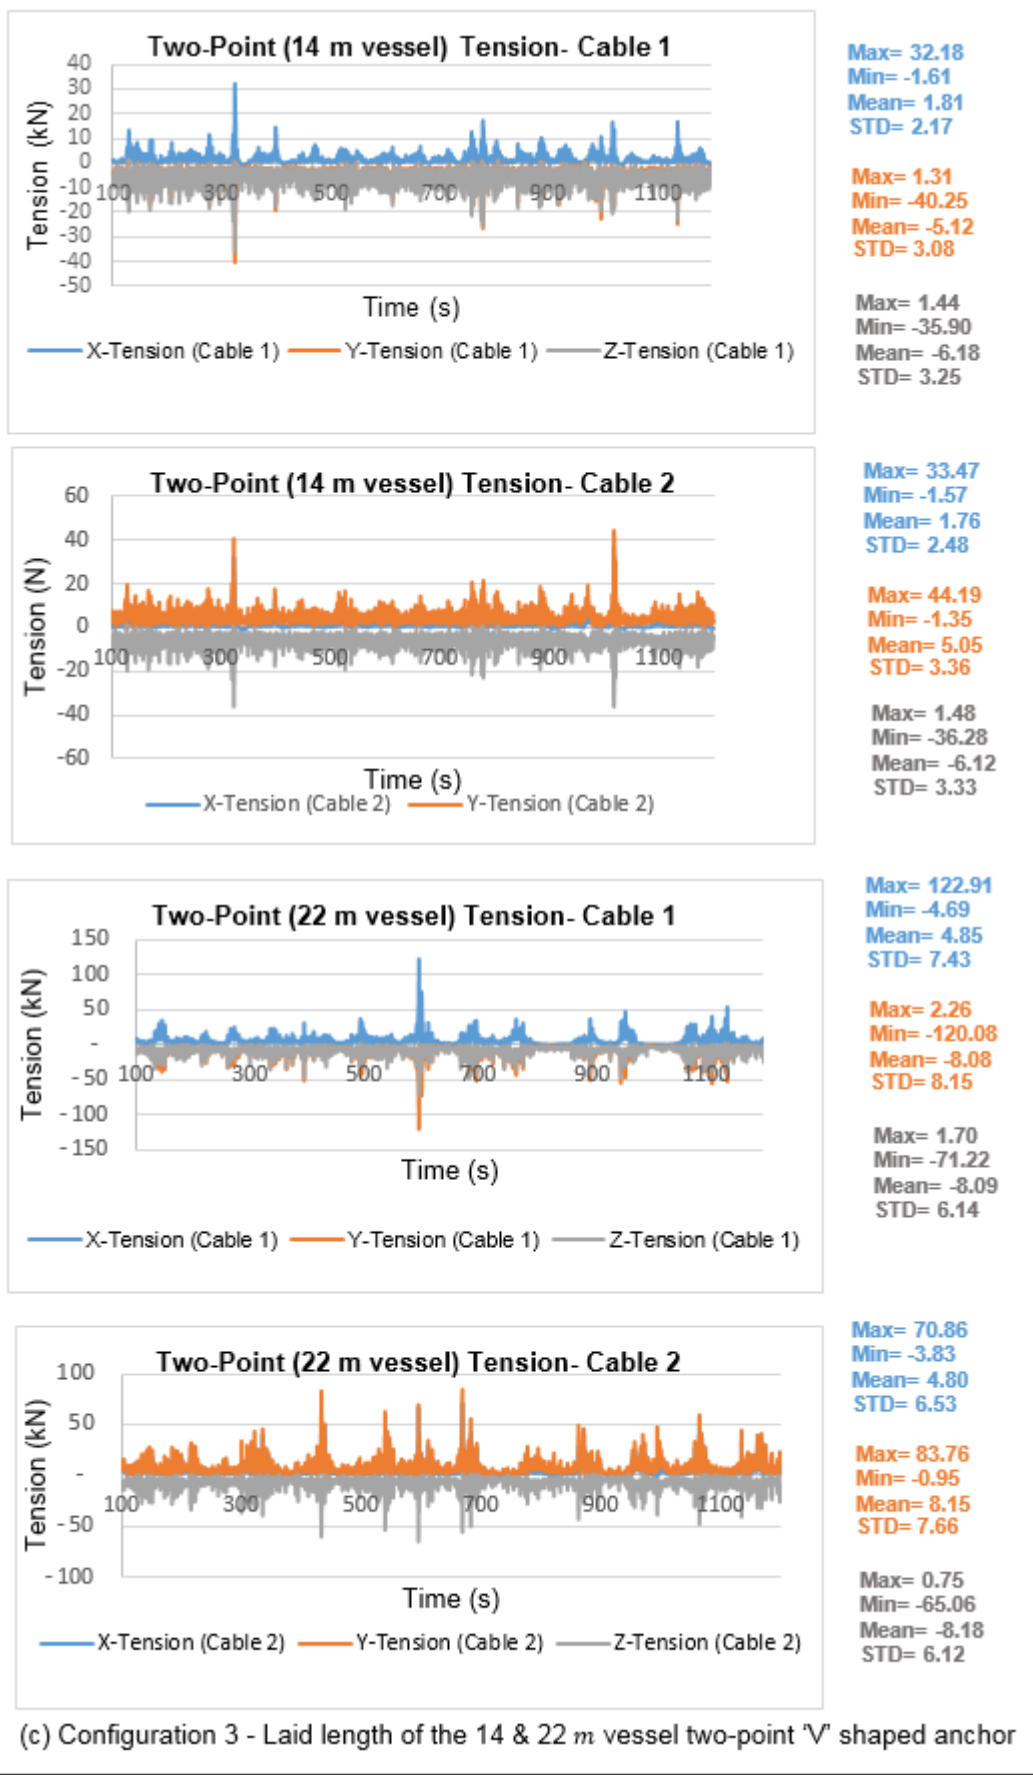 Two-Point (14 m vessel) Tension- Cable 1
40
30
20
10
0
-10
-20
-30
-40
-50
Tension (kN)
100 300 500 700 900 1100
Time (s)
X-Tension (Cable 1) Y-Tension (Cable 1) Z-Tension (Cable 1)
Max= 32.18
Min= -1.61
Mean= 1.81
STD= 2.17
Max= 1.31
Min= -40.25
Mean= -5.12
STD= 3.08
Max= 1.44
Min= -35.90
Mean= -6.18
STD= 3.25
Two-Point (14 m vessel) Tension- Cable 2
60
40
20
0
-20
-40
-60
Tension (N)
100 300 500 700 900 1100
Time (s)
X-Tension (Cable 2) Y-Tension (Cable 2)
Max= 33.47
Min= -1.57
Mean= 1.76
STD= 2.48
Max= 44.19
Min= -1.35
Mean= 5.05
STD= 3.36
Max= 1.48
Min= -36.28
Mean= -6.12
STD= 3.33
Two-Point (22 m vessel) Tension- Cable 1
150
100
50
-
-50
-100
-150
Tension (kN)
100 300 500 700 900 1100
Time (s)
X-Tension (Cable 1) Y-Tension (Cable 1) Z-Tension (Cable 1)
Max= 122.91
Min= -4.69
Mean= 4.85
STD= 7.43
Max= 2.26
Min= -120.08
Mean= -8.08
STD= 8.15
Max= 1.70
Min= -71.22
Mean= -8.09
STD= 6.14
Two-Point (22 m vessel) Tension- Cable 2
100
50
-
-50
-100
Tension (kN)
100 300 500 700 900 1100
Time (s)
X-Tension (Cable 2) Y-Tension (Cable 2) Z-Tension (Cable 2)
Max= 70.86
Min= -3.83
Mean= 4.80
STD= 6.53
Max= 83.76
Min= -0.95
Mean= 8.15
STD= 7.66
Max= 0.75
Min= -65.06
Mean= -8.18
STD= 6.12
(c) Configuration 3 - Laid length of the 14 & 22 m vessel two-point ‘V’ shaped anchor